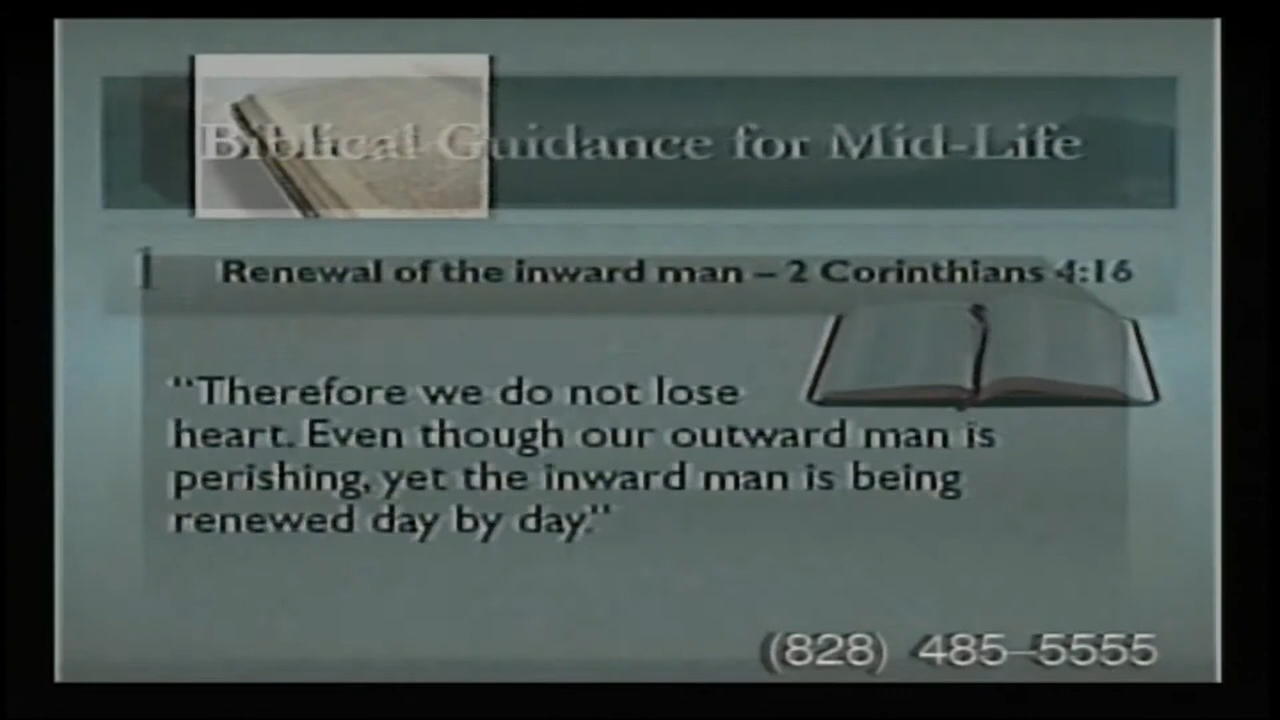 Biblical Guidance for Mid-Life
Renewal of the inward man – 2 Corinthians 4:16
“Therefore we do not lose
heart. Even though our outward man is
perishing, yet the inward man is being
renewed day by day.”
(828) 485-5555